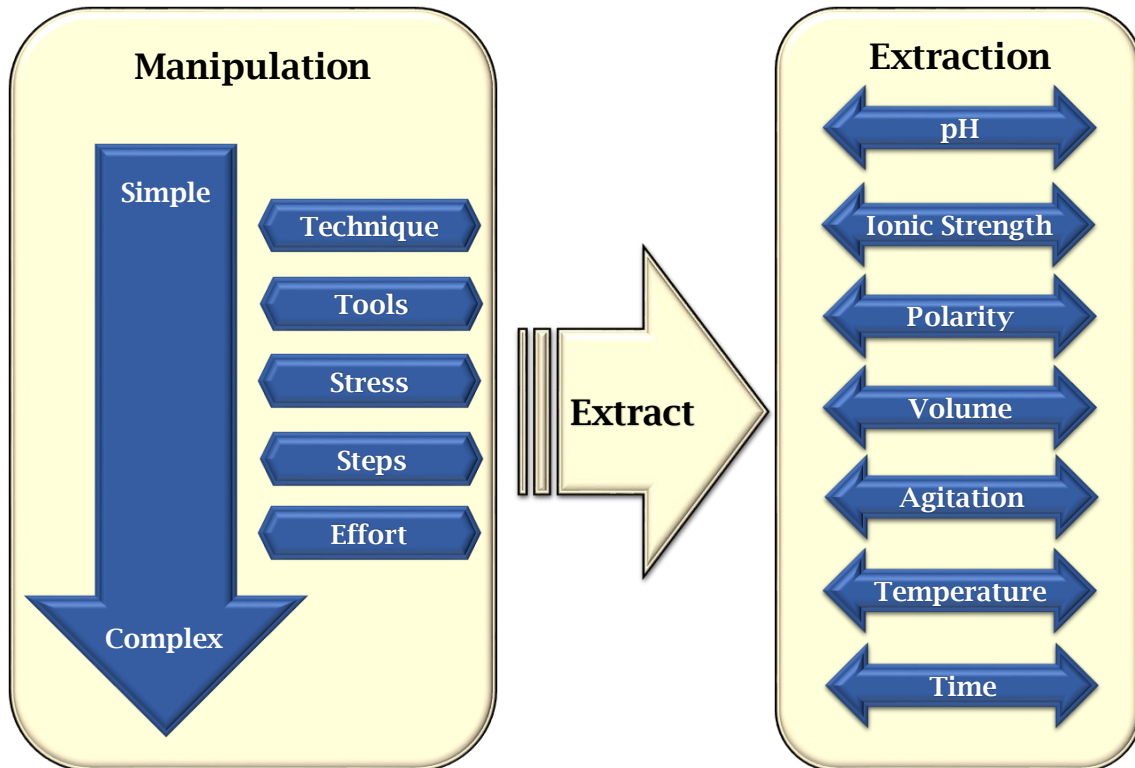 Manipulation
Simple
Technique
Tools
Stress
Steps
Effort
Complex
Extract
Extraction
pH
Ionic Strength
Polarity
Volume
Agitation
Temperature
Time